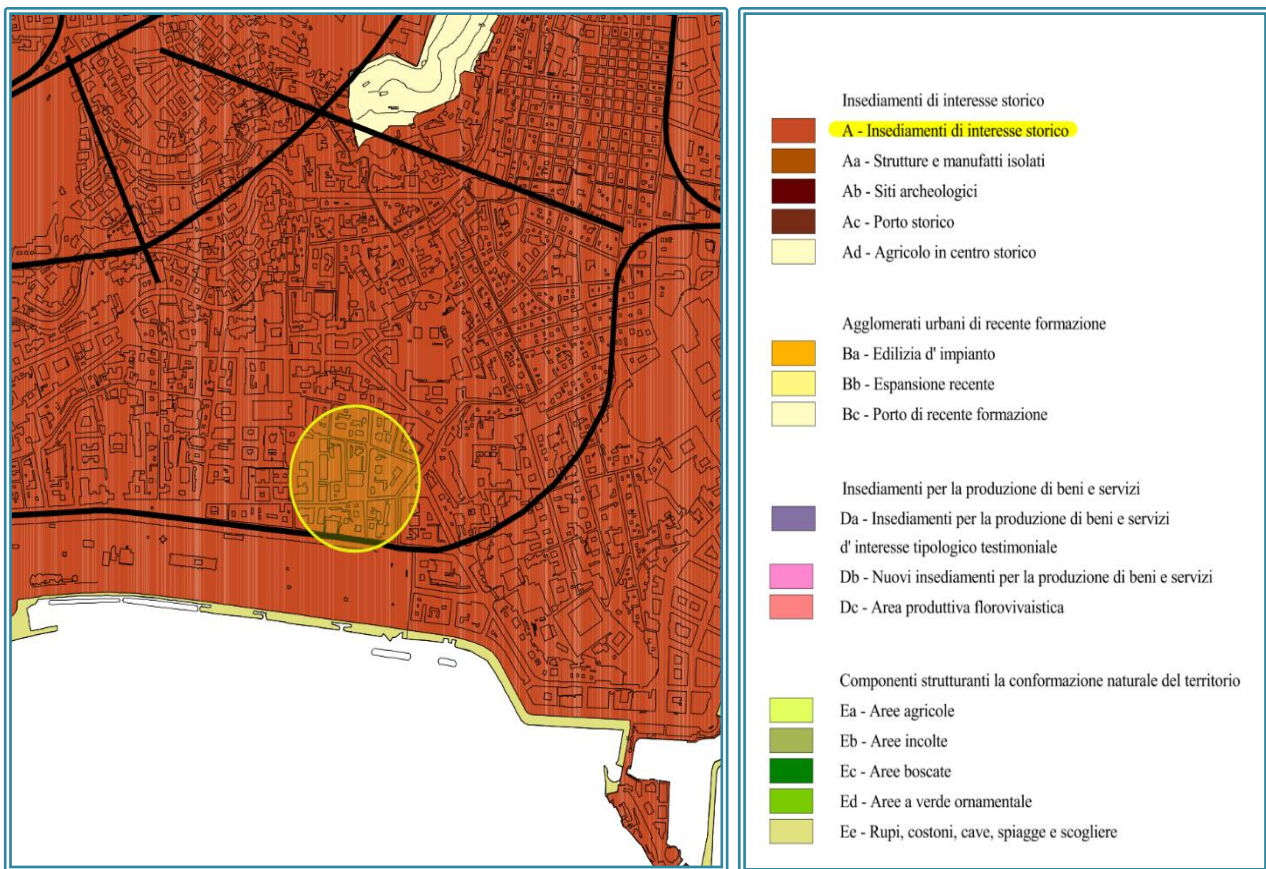 Insediamenti di interesse storico
A - Insediamenti di interesse storico
Aa - Strutture e manufatti isolati
Ab - Siti archeologici
Ac - Porto storico
Ad - Agricolo in centro storico
Agglomerati urbani di recente formazione
Ba - Edilizia d' impianto
Bb - Espansione recente
Bc - Porto di recente formazione
Insediamenti per la produzione di beni e servizi
Da - Insediamenti per la produzione di beni e servizi
d' interesse tipologico testimoniale
Db - Nuovi insediamenti per la produzione di beni e servizi
Dc - Area produttiva florovivaistica
Componenti strutturanti la conformazione naturale del territorio
Ea - Aree agricole
Eb - Aree incolte
Ec - Aree boscate
Ed - Aree a verde ornamentale
Ee - Rupi, costoni, cave, spiagge e scogliere